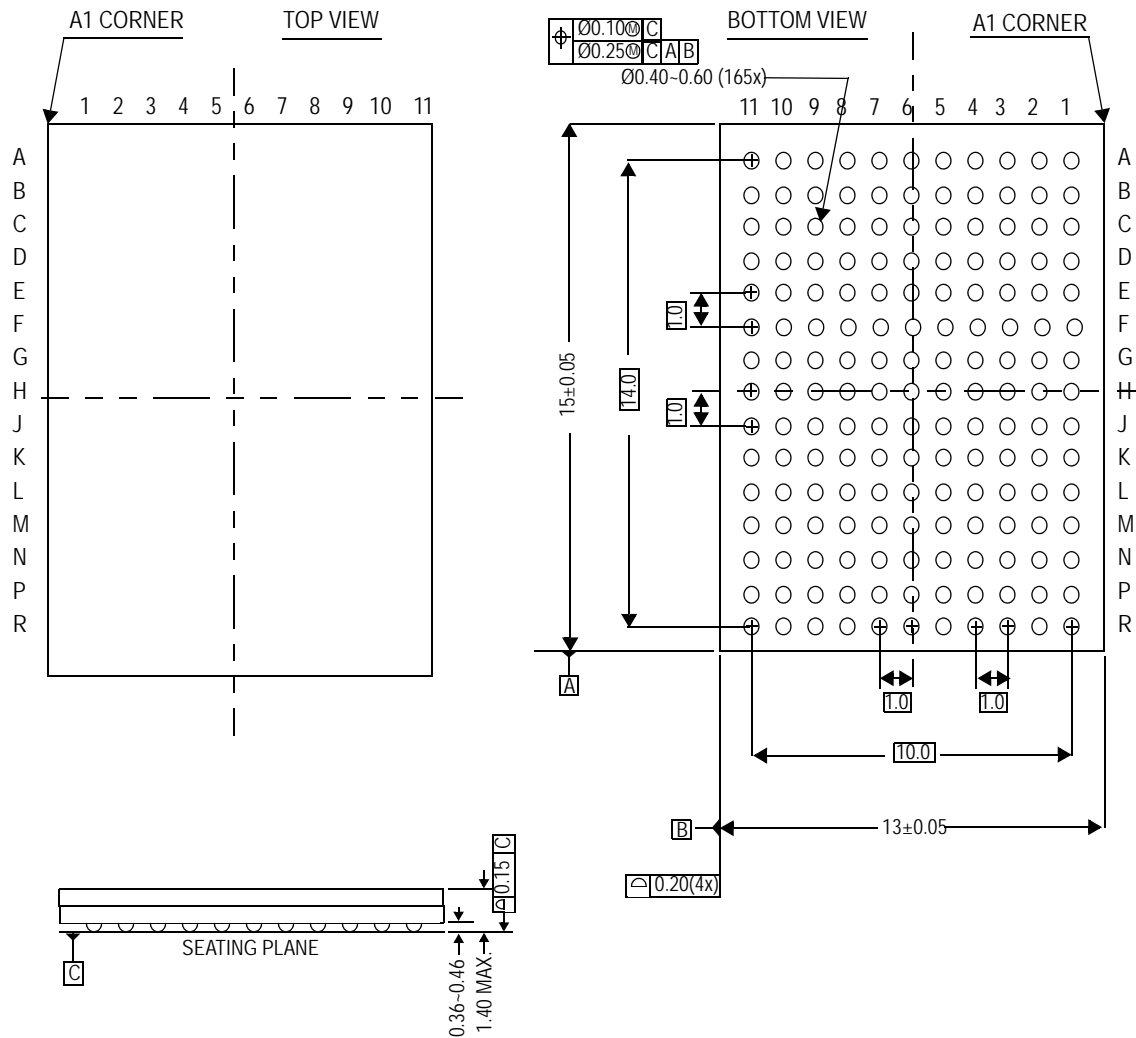 A1 CORNER
TOP VIEW
1 2 3 4 5 6 7 8 9 10 11
A
B
C
D
E
F
G
H
J
K
L
M
N
P
R
Ø0.10Ⓜ C
Ø0.25Ⓜ C A B
BOTTOM VIEW
A1 CORNER
Ø0.40~0.60 (165x)
11 10 9 8 7 6 5 4 3 2 1
A
B
C
D
E
F
G
H
J
K
L
M
N
P
R
1.0
1.0
14.0
15±0.05
A
1.0
1.0
10.0
B
13±0.05
0.20(4x)
0.15 C
SEATING PLANE
C
0.36~0.46
1.40 MAX.